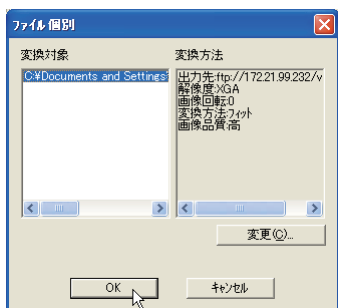 ファイル個別
変換対象
変換方法
C:¥Documents and Settings¥
出力先:ftp://172.21.99.232/v
解像度:XGA
画像回転:0
変換方法:フィット
画像品質:高
変更(C)...
OK
キャンセル